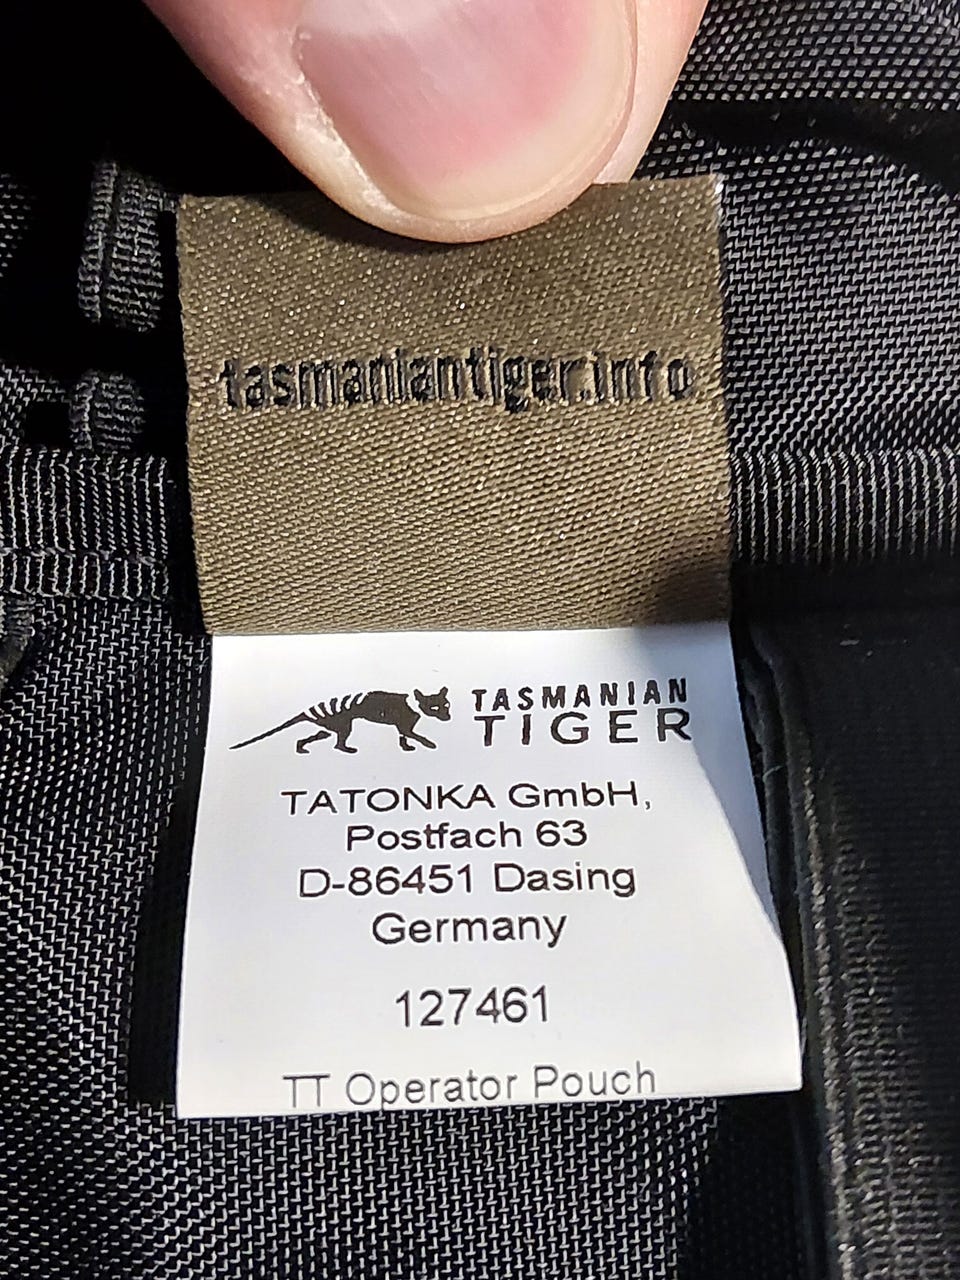 tasmaniantiger.info
TASMANIAN
TIGER
TATONKA GmbH,
Postfach 63
D-86451 Dasing
Germany
127461
TT Operator Pouch